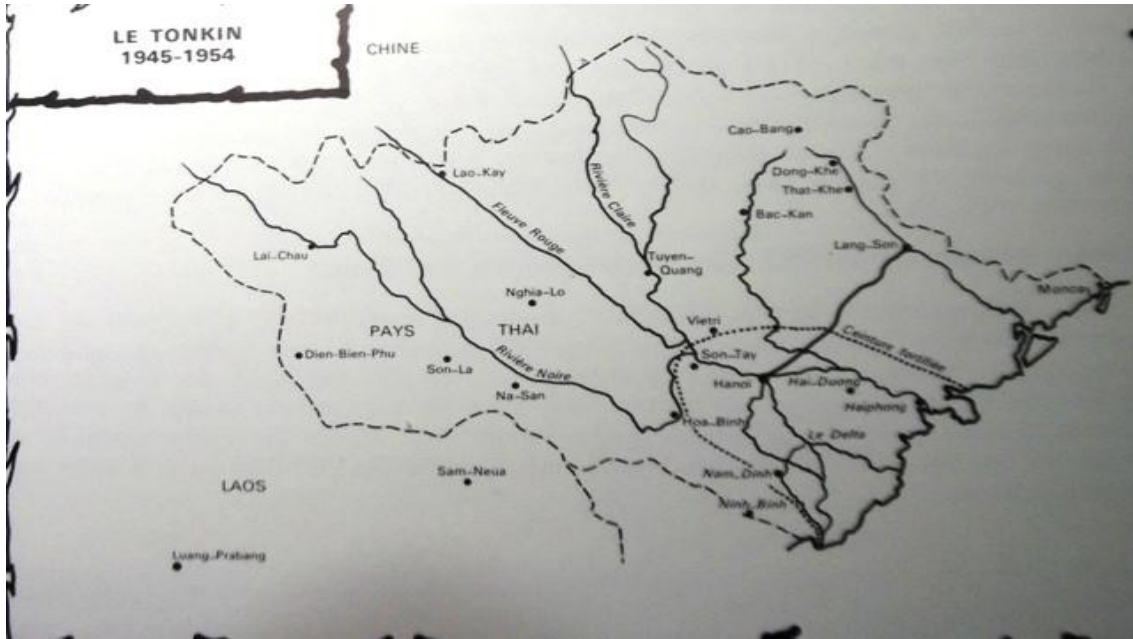 LE TONKIN
1945-1954
CHINE
Cao-Bang
Lao-Kay
Dong-Khe
That-Khe
Rivière Claire
Bac-Kan
Fleuve Rouge
Lang-Son
Lai-Chau
Tuyen-
Quang
Moncay
Nghia-Lo
PAYS THAI
Vietri
Ceinture fortifiée
Dien-Bien-Phu
Son-La
Son-Tay
Rivière Noire
Hanoi
Hai-Duong
Na-San
Haiphong
Hoa-Binh
Le Delta
Sam-Neua
Nam-Dinh
LAOS
Ninh-Binh
Luang-Prabang